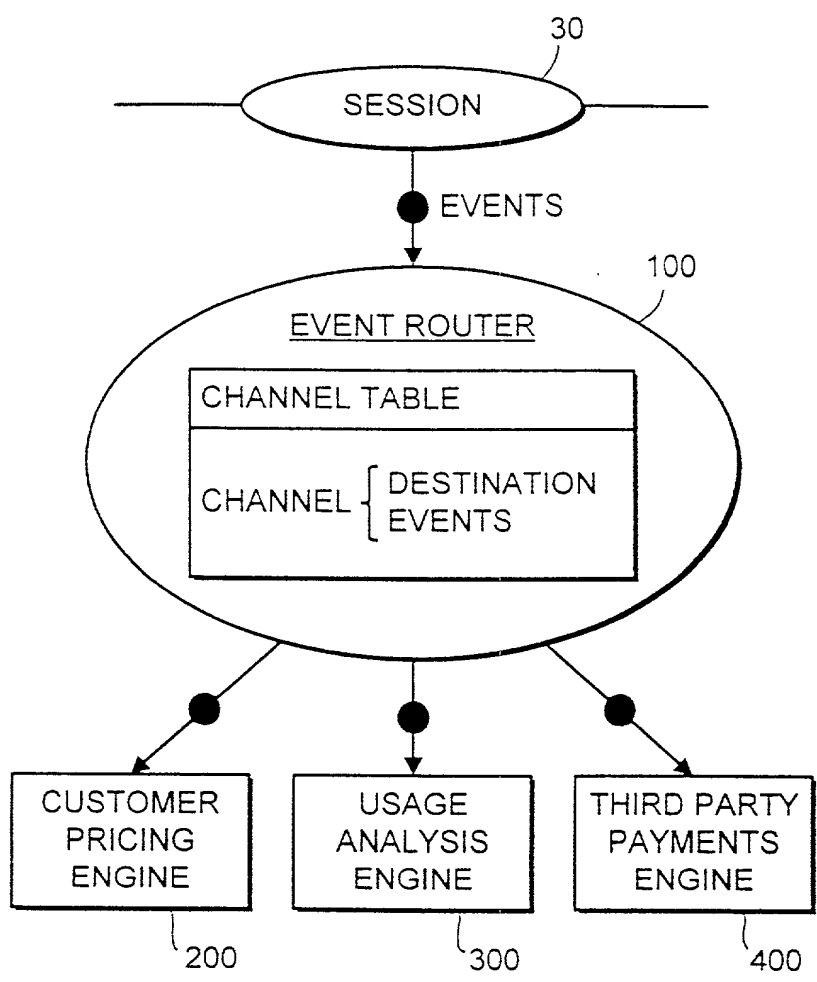 30
SESSION
EVENTS
100
EVENT ROUTER
CHANNEL TABLE
CHANNEL { DESTINATION
EVENTS
CUSTOMER
PRICING
ENGINE
USAGE
ANALYSIS
ENGINE
THIRD PARTY
PAYMENTS
ENGINE
200
300
400